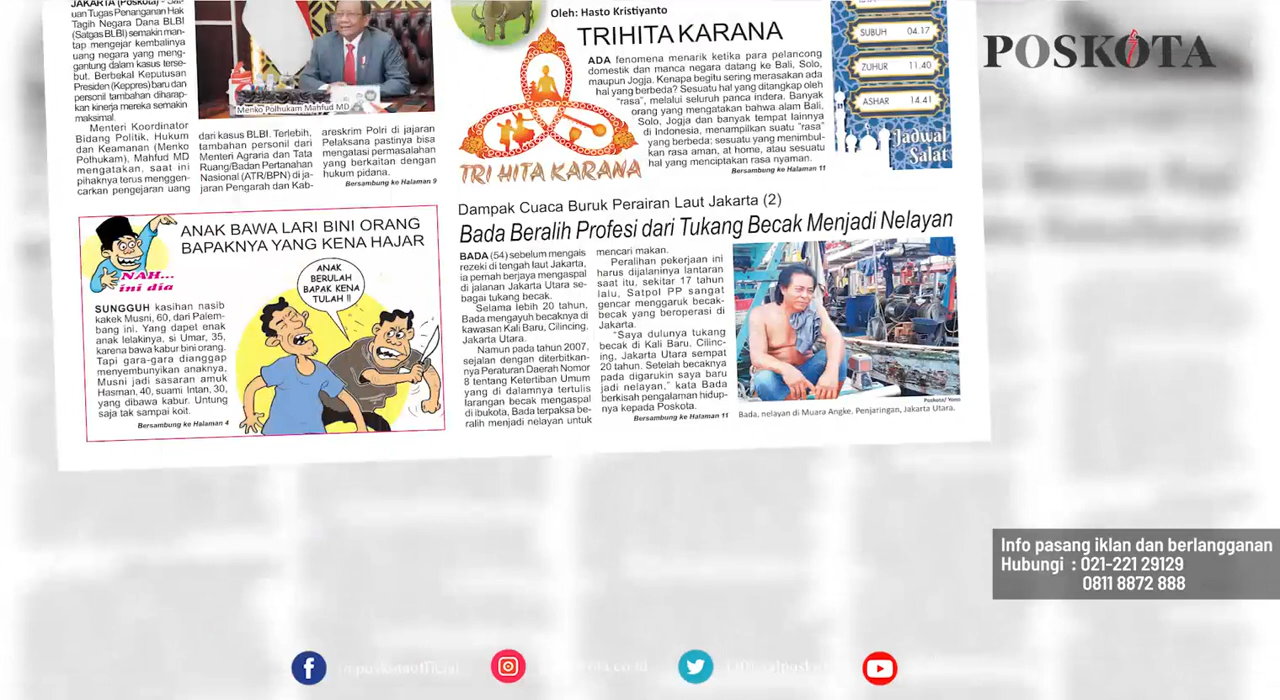 JAKARTA (Poskota) - Sat-
uan Tugas Penanganan Hak
Tagih Negara Dana BLBI
(Satgas BLBI) semakin man-
tap mengejar kembalinya
uang negara yang meng-
gantung dalam kasus terse-
but. Berbekal Keputusan
Presiden (Keppres) baru dan
personil tambahan diharap-
kan kinerja mereka semakin
maksimal.
Menteri Koordinator
Bidang Politik, Hukum
dan Keamanan (Menko
Polhukam), Mahfud MD
mengatakan, saat ini
pihaknya terus menggen-
carkan pengejaran uang
Menko Polhukam Mahfud MD
dari kasus BLBI. Terlebih,
tambahan personil dari
Menteri Agraria dan Tata
Ruang/Badan Pertanahan
Nasional (ATR/BPN) di ja-
jaran Pengarah dan Kab-
areskrim Polri di jajaran
Pelaksana pastinya bisa
mengatasi permasalahan
yang berkaitan dengan
hukum pidana.
Bersambung ke Halaman 9
Oleh: Hasto Kristiyanto
TRIHITA KARANA
TRI HITA KARANA
ADA fenomena menarik ketika para pelancong
domestik dan manca negara datang ke Bali, Solo,
maupun Jogja. Kenapa begitu sering merasakan ada
hal yang berbeda? Sesuatu hal yang ditangkap oleh
"rasa", melalui seluruh panca indera. Banyak
orang yang mengatakan bahwa alam Bali,
Solo, Jogja dan banyak tempat lainnya
di Indonesia, menampilkan suatu "rasa"
yang berbeda; sesuatu yang menimbul-
kan rasa aman, at home, atau sesuatu
hal yang menciptakan rasa nyaman.
Bersambung ke Halaman 11
SUBUH 04.17
ZUHUR 11.40
ASHAR 14.41
Jadwal
Salat
POSKOTA
NAH...
ini dia
ANAK BAWA LARI BINI ORANG
BAPAKNYA YANG KENA HAJAR
SUNGGUH kasihan nasib
kakek Musni, 60, dari Palem-
bang ini. Yang dapet enak
anak lelakinya, si Umar, 35,
karena bawa kabur bini orang.
Tapi gara-gara dianggap
menyembunyikan anaknya,
Musni jadi sasaran amuk
Hasman, 40, suami Intan, 30,
yang dibawa kabur. Untung
saja tak sampai koit.
Bersambung ke Halaman 4
ANAK
BERULAH
BAPAK KENA
TULAH !!
Dampak Cuaca Buruk Perairan Laut Jakarta (2)
Bada Beralih Profesi dari Tukang Becak Menjadi Nelayan
BADA (54) sebelum mengais
rezeki di tengah laut Jakarta,
ia pernah berjaya mengaspal
di jalanan Jakarta Utara se-
bagai tukang becak.
Selama lebih 20 tahun,
Bada mengayuh becaknya di
kawasan Kali Baru, Cilincing,
Jakarta Utara.
Namun pada tahun 2007,
sejalan dengan diterbitkan-
nya Peraturan Daerah Nomor
8 tentang Ketertiban Umum
yang di dalamnya tertulis
larangan becak mengaspal
di ibukota, Bada terpaksa be-
ralih menjadi nelayan untuk
mencari makan.
Peralihan pekerjaan ini
harus dijalaninya lantaran
saat itu, sekitar 17 tahun
lalu, Satpol PP sangat
gencar menggaruk becak-
becak yang beroperasi di
Jakarta.
"Saya dulunya tukang
becak di Kali Baru, Cilinc-
ing, Jakarta Utara sempat
20 tahun. Setelah becaknya
pada digarukin saya baru
jadi nelayan," kata Bada
berkisah pengalaman hidup-
nya kepada Poskota.
Bersambung ke Halaman 11
Poskota/ Yono
Bada, nelayan di Muara Angke, Penjaringan, Jakarta Utara.
Info pasang iklan dan berlangganan
Hubungi : 021-221 29129
0811 8872 888